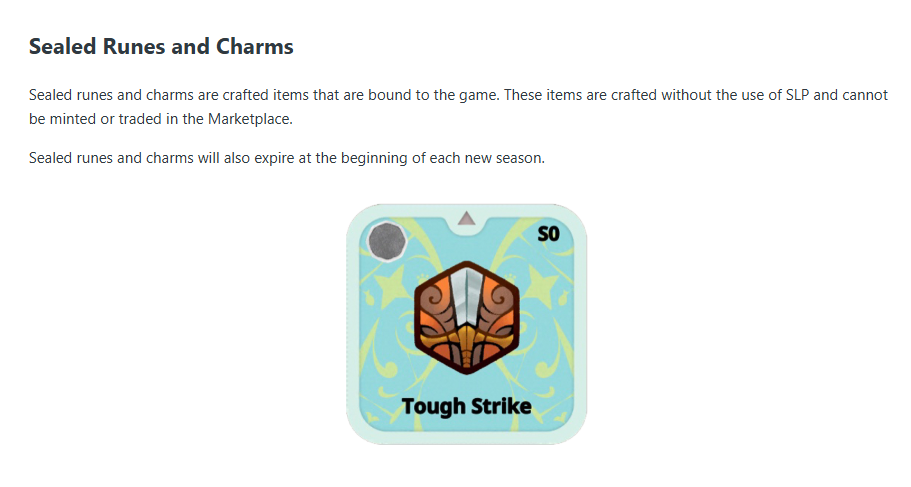 Sealed Runes and Charms
Sealed runes and charms are crafted items that are bound to the game. These items are crafted without the use of SLP and cannot
be minted or traded in the Marketplace.
Sealed runes and charms will also expire at the beginning of each new season.
S0
Tough Strike